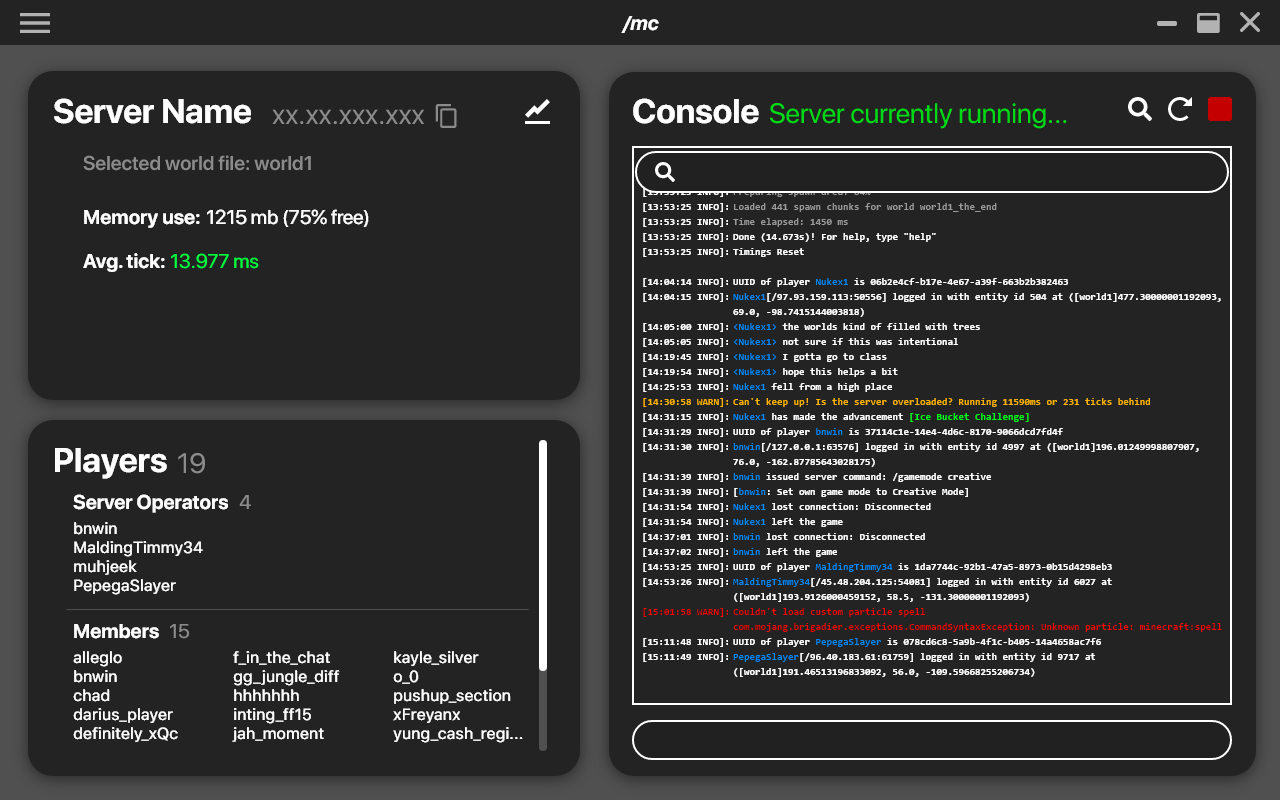 /mc
Server Name xx.xx.xxx.xxx
Selected world file: world1
Memory use: 1215 mb (75% free)
Avg. tick: 13.977 ms
Players 19
Server Operators 4
bnwin
MaldingTimmy34
muhjeek
PepegaSlayer
Members 15
alleglo f_in_the_chat kayle_silver
bnwin gg_jungle_diff o_0
chad hhhhhhh pushup_section
darius_player inting_ff15 xFreyanx
definitely_xQc jah_moment yung_cash_regi...
Console Server currently running...
[13:53:25 INFO]: Preparing spawn area: 84%
[13:53:25 INFO]: Loaded 441 spawn chunks for world world1_the_end
[13:53:25 INFO]: Time elapsed: 1450 ms
[13:53:25 INFO]: Done (14.673s)! For help, type "help"
[13:53:25 INFO]: Timings Reset
[14:04:14 INFO]: UUID of player Nukex1 is 06b2e4cf-b17e-4e67-a39f-663b2b382463
[14:04:15 INFO]: Nukex1[/97.93.159.113:50556] logged in with entity id 504 at ([world1]477.30000001192093,
69.0, -98.7415144003818)
[14:05:00 INFO]: <Nukex1> the worlds kind of filled with trees
[14:05:05 INFO]: <Nukex1> not sure if this was intentional
[14:19:45 INFO]: <Nukex1> I gotta go to class
[14:19:54 INFO]: <Nukex1> hope this helps a bit
[14:25:53 INFO]: Nukex1 fell from a high place
[14:30:58 WARN]: Can't keep up! Is the server overloaded? Running 11590ms or 231 ticks behind
[14:31:15 INFO]: Nukex1 has made the advancement [Ice Bucket Challenge]
[14:31:29 INFO]: UUID of player bnwin is 37114c1e-14e4-4d6c-8170-9066dcd7fd4f
[14:31:30 INFO]: bnwin[/127.0.0.1:63576] logged in with entity id 4997 at ([world1]196.01249998807907,
76.0, -162.87785643028175)
[14:31:39 INFO]: bnwin issued server command: /gamemode creative
[14:31:39 INFO]: [bnwin: Set own game mode to Creative Mode]
[14:31:54 INFO]: Nukex1 lost connection: Disconnected
[14:31:54 INFO]: Nukex1 left the game
[14:37:01 INFO]: bnwin lost connection: Disconnected
[14:37:02 INFO]: bnwin left the game
[14:53:25 INFO]: UUID of player MaldingTimmy34 is 1da7744c-92b1-47a5-8973-0b15d4298eb3
[14:53:26 INFO]: MaldingTimmy34[/45.48.204.125:54081] logged in with entity id 6027 at
([world1]193.9126000459152, 58.5, -131.30000001192093)
[15:01:58 WARN]: Couldn't load custom particle spell
com.mojang.brigadier.exceptions.CommandSyntaxException: Unknown particle: minecraft:spell
[15:11:48 INFO]: UUID of player PepegaSlayer is 078cd6c8-5a9b-4f1c-b405-14a4658ac7f6
[15:11:49 INFO]: PepegaSlayer[/96.40.183.61:61759] logged in with entity id 9717 at
([world1]191.46513196833092, 56.0, -109.59668255206734)